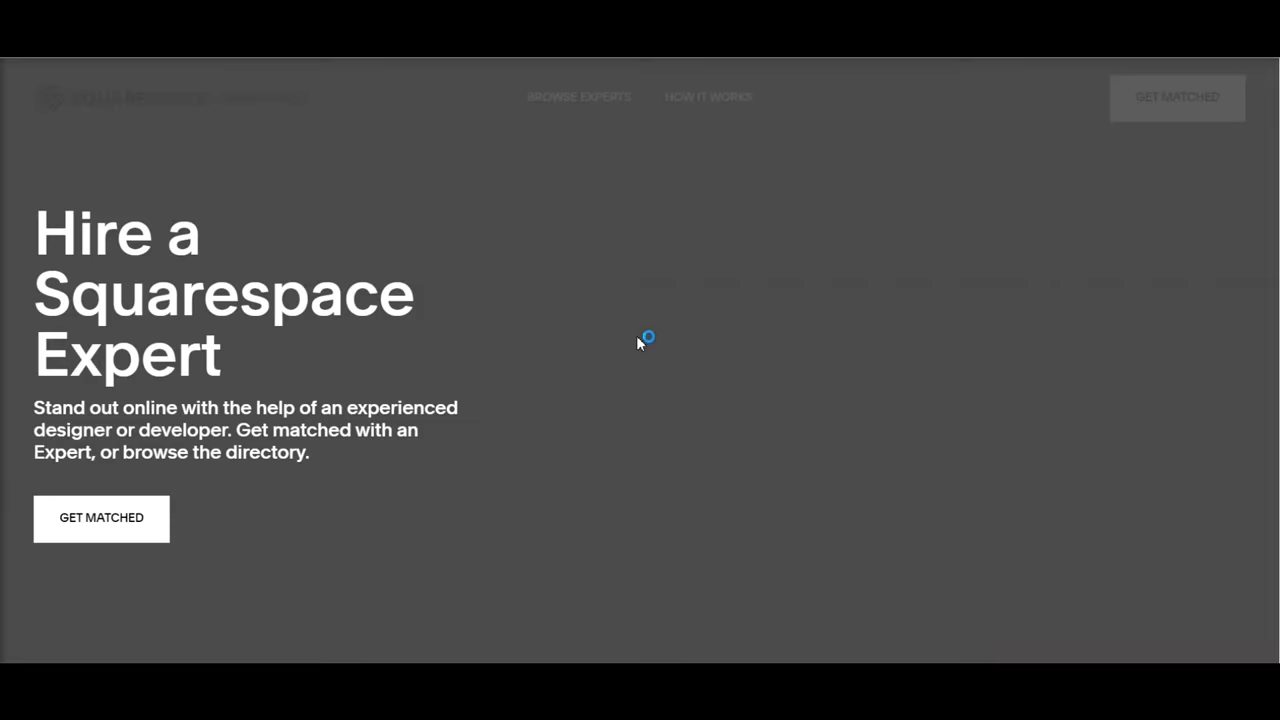 BROWSE EXPERTS
HOW IT WORKS
GET MATCHED
Hire a
Squarespace
Expert
Stand out online with the help of an experienced
designer or developer. Get matched with an
Expert, or browse the directory.
GET MATCHED